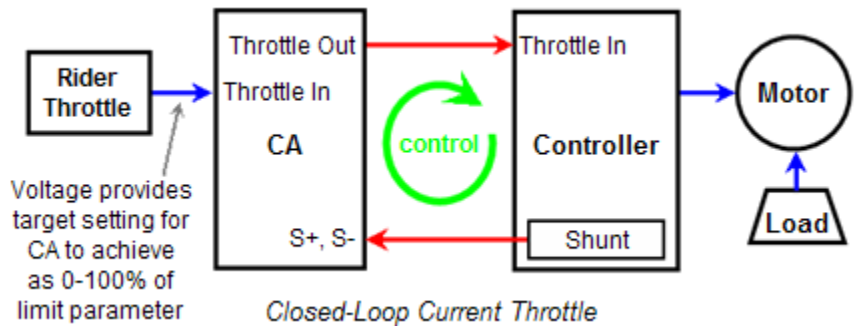 Rider
Throttle
Throttle Out
Throttle In
CA
S+, S-
control
Throttle In
Controller
Shunt
Motor
Load
Voltage provides
target setting for
CA to achieve
as 0-100% of
limit parameter
Closed-Loop Current Throttle